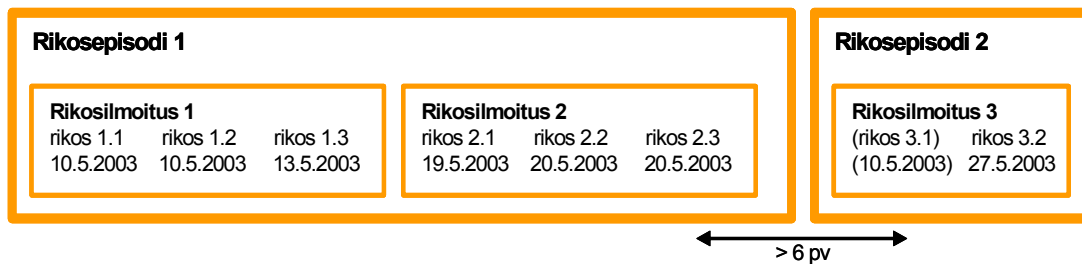 Rikosepisodi 1
Rikosilmoitus 1
rikos 1.1 rikos 1.2 rikos 1.3
10.5.2003 10.5.2003 13.5.2003
Rikosilmoitus 2
rikos 2.1 rikos 2.2 rikos 2.3
19.5.2003 20.5.2003 20.5.2003
Rikosepisodi 2
Rikosilmoitus 3
(rikos 3.1) rikos 3.2
(10.5.2003) 27.5.2003
> 6 pv